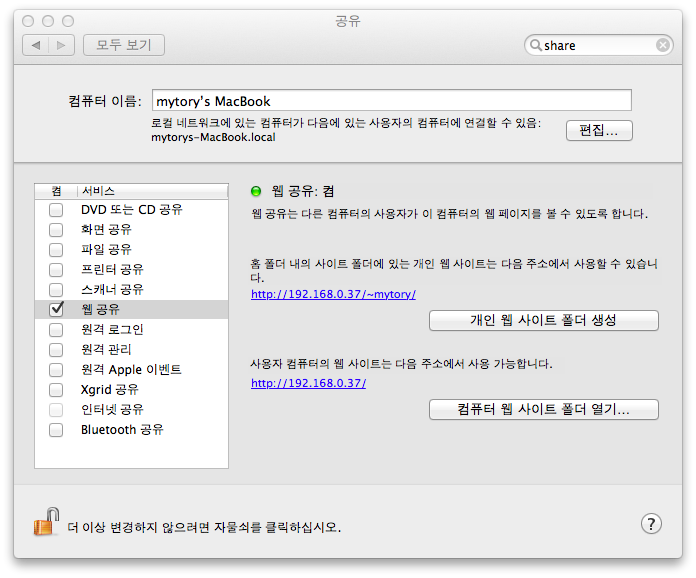 공유
모두 보기
share
컴퓨터 이름:
mytory's MacBook
로컬 네트워크에 있는 컴퓨터가 다음에 있는 사용자의 컴퓨터에 연결할 수 있음:
mytorys-MacBook.local
편집...
켬
서비스
DVD 또는 CD 공유
화면 공유
파일 공유
프린터 공유
스캐너 공유
웹 공유
원격 로그인
원격 관리
원격 Apple 이벤트
Xgrid 공유
인터넷 공유
Bluetooth 공유
웹 공유: 켬
웹 공유는 다른 컴퓨터의 사용자가 이 컴퓨터의 웹 페이지를 볼 수 있도록 합니다.
홈 폴더 내의 사이트 폴더에 있는 개인 웹 사이트는 다음 주소에서 사용할 수 있습니
다.
http://192.168.0.37/~mytory/
개인 웹 사이트 폴더 생성
사용자 컴퓨터의 웹 사이트는 다음 주소에서 사용 가능합니다.
http://192.168.0.37/
컴퓨터 웹 사이트 폴더 열기...
더 이상 변경하지 않으려면 자물쇠를 클릭하십시오.
?